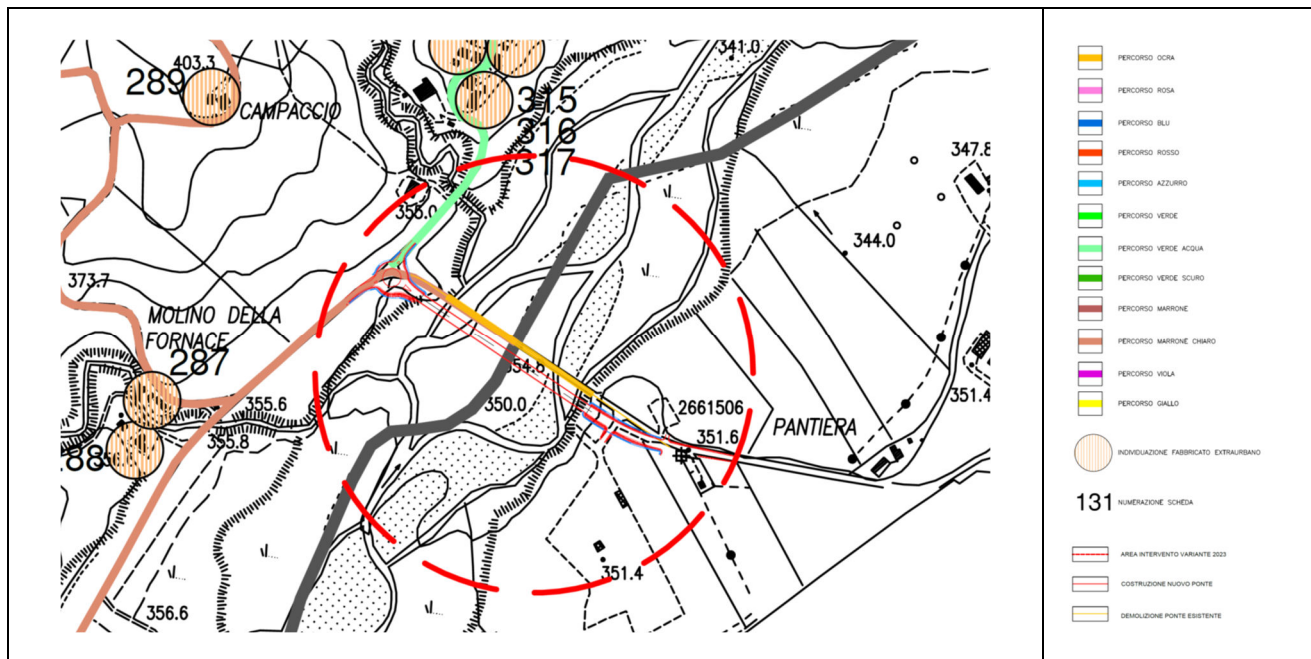 403.3
289
CAMPACCIO
315
316
317
341.0
347.8
344.0
355.0
373.7
MOLINO DELLA
FORNACE
287
355.6
355.8
354.8
350.0
2661506
351.6
PANTIERA
351.4
351.4
356.6
PERCORSO OCRA
PERCORSO ROSA
PERCORSO BLU
PERCORSO ROSSO
PERCORSO AZZURRO
PERCORSO VERDE
PERCORSO VERDE ACQUA
PERCORSO VERDE SCURO
PERCORSO MARRONE
PERCORSO MARRONE CHIARO
PERCORSO VIOLA
PERCORSO GIALLO
INDIVIDUAZIONE FABBRICATO EXTRAURBANO
131 NUMERAZIONE SCHEDA
AREA INTERVENTO VARIANTE 2023
COSTRUZIONE NUOVO PONTE
DEMOLIZIONE PONTE ESISTENTE